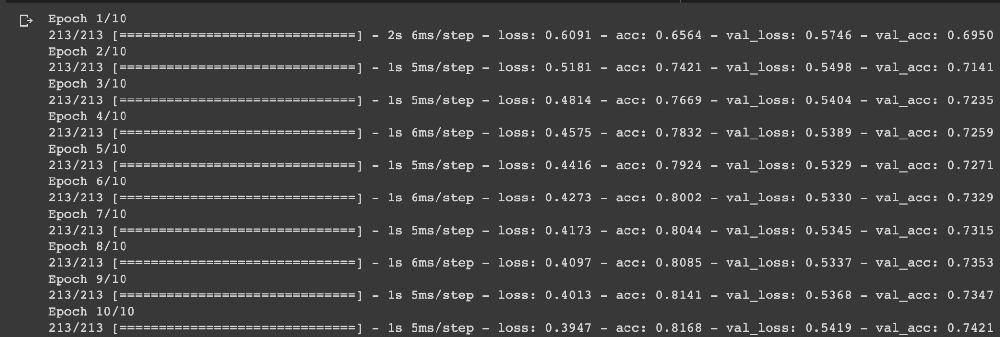 Epoch 1/10
213/213 [==============================] - 2s 6ms/step - loss: 0.6091 - acc: 0.6564 - val_loss: 0.5746 - val_acc: 0.6950
Epoch 2/10
213/213 [==============================] - 1s 5ms/step - loss: 0.5181 - acc: 0.7421 - val_loss: 0.5498 - val_acc: 0.7141
Epoch 3/10
213/213 [==============================] - 1s 5ms/step - loss: 0.4814 - acc: 0.7669 - val_loss: 0.5404 - val_acc: 0.7235
Epoch 4/10
213/213 [==============================] - 1s 6ms/step - loss: 0.4575 - acc: 0.7832 - val_loss: 0.5389 - val_acc: 0.7259
Epoch 5/10
213/213 [==============================] - 1s 5ms/step - loss: 0.4416 - acc: 0.7924 - val_loss: 0.5329 - val_acc: 0.7271
Epoch 6/10
213/213 [==============================] - 1s 6ms/step - loss: 0.4273 - acc: 0.8002 - val_loss: 0.5330 - val_acc: 0.7329
Epoch 7/10
213/213 [==============================] - 1s 5ms/step - loss: 0.4173 - acc: 0.8044 - val_loss: 0.5345 - val_acc: 0.7315
Epoch 8/10
213/213 [==============================] - 1s 6ms/step - loss: 0.4097 - acc: 0.8085 - val_loss: 0.5337 - val_acc: 0.7353
Epoch 9/10
213/213 [==============================] - 1s 5ms/step - loss: 0.4013 - acc: 0.8141 - val_loss: 0.5368 - val_acc: 0.7347
Epoch 10/10
213/213 [==============================] - 1s 5ms/step - loss: 0.3947 - acc: 0.8168 - val_loss: 0.5419 - val_acc: 0.7421